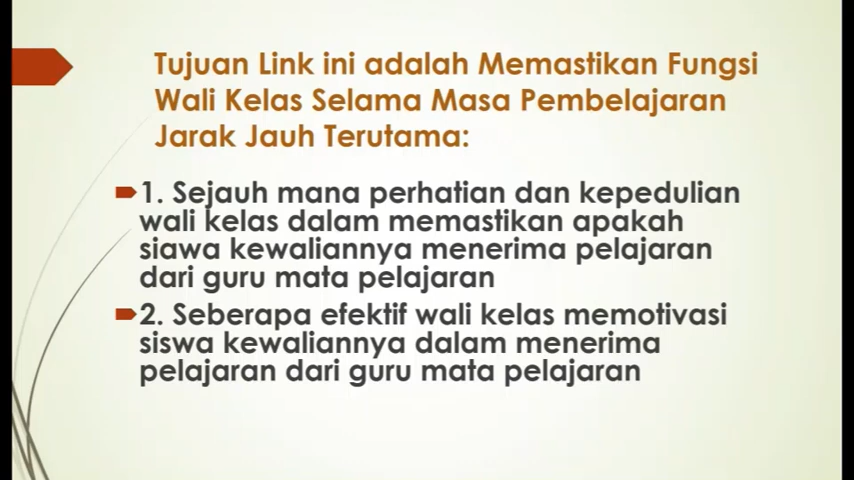 Tujuan Link ini adalah Memastikan Fungsi
Wali Kelas Selama Masa Pembelajaran
Jarak Jauh Terutama:
1. Sejauh mana perhatian dan kepedulian
wali kelas dalam memastikan apakah
siawa kewaliannya menerima pelajaran
dari guru mata pelajaran
2. Seberapa efektif wali kelas memotivasi
siswa kewaliannya dalam menerima
pelajaran dari guru mata pelajaran